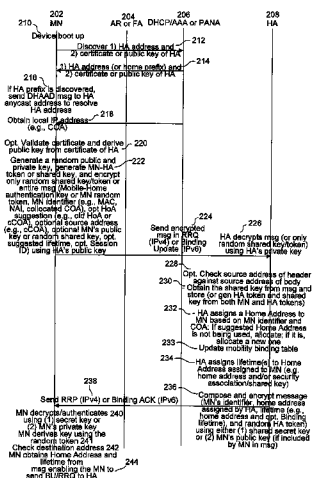 202
204
206
208
210
MN
AR or FA
DHCP/AAA or PANA
HA
Device boot up
212
Discover 1) HA address and
2) certificate or public key of HA
214
1) HA address (or home prefix) and
2) certificate or public key of HA
216
If HA prefix is discovered,
send DHAAD msg to HA
anycast address to resolve
HA address
218
Obtain local IP address
(e.g., COA)
220
Opt. Validate certificate and derive
public key from certificate of HA
222
Generate a random public and
private key, generate MN-HA
token or shared key, and encrypt
only random shared key/token or
entire msg (Mobile-Home
authentication key or MN random
token, MN identifier (e.g., MAC,
NAI, collocated COA), opt HoA
suggestion (e.g., old HoA or
cCOA), optional source address
(e.g., cCOA), optional MN's public
key or random shared key, opt.
suggested lifetime, opt. Session
ID) using HA's public key
224
Send encrypted
msg in RRQ
(IPv4) or Binding
Update (IPv6)
226
HA decrypts msg (or only
random shared key/token)
using HA's private key
228
Opt. Check source address of header
against source address of body
230
Obtain the shared key from msg and
store (or gen HA token and shared
key from both MN and HA tokens)
232
HA assigns a Home Address to
MN based on MN identifier and
COA; If suggested Home Address
is not being used, allocate; if it is,
allocate a new one
233
Update mobility binding table
234
HA assigns lifetime(s) to Home
Address assigned to MN (e.g.,
home address and/or security
association/shared key)
236
Compose and encrypt message
(MN's identifier, home address
assigned by HA, lifetime (e.g.,
home address and opt. Binding
lifetime), and random HA token)
using either (1) shared secret key
or (2) MN's public key (if included
by MN in msg)
238
Send RRP (IPv4) or Binding ACK (IPv6)
MN decrypts/authenticates 240
using (1) secret key or
(2) MN's private key
MN derives key using the
random token 241
Check destination address 242
MN obtains Home Address and
lifetime from
msg enabling the MN to 244
send BU/RRQ to HA